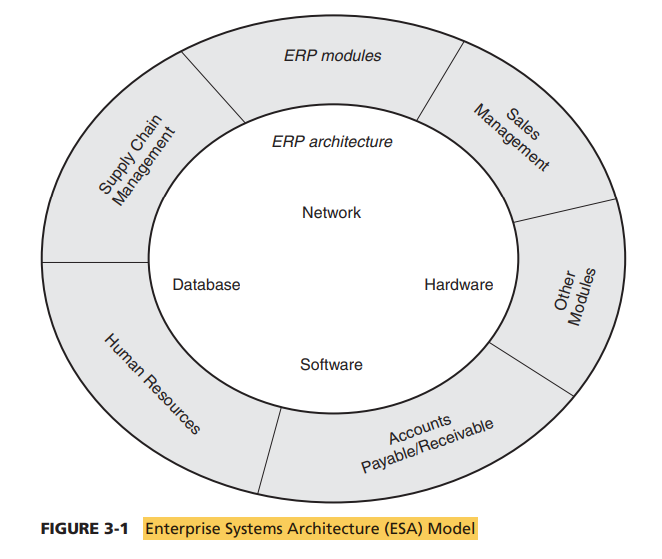 ERP modules
Sales
Management
Supply Chain
Management
ERP architecture
Network
Database
Hardware
Other
Modules
Software
Human Resources
Accounts
Payable/Receivable
FIGURE 3-1 Enterprise Systems Architecture (ESA) Model